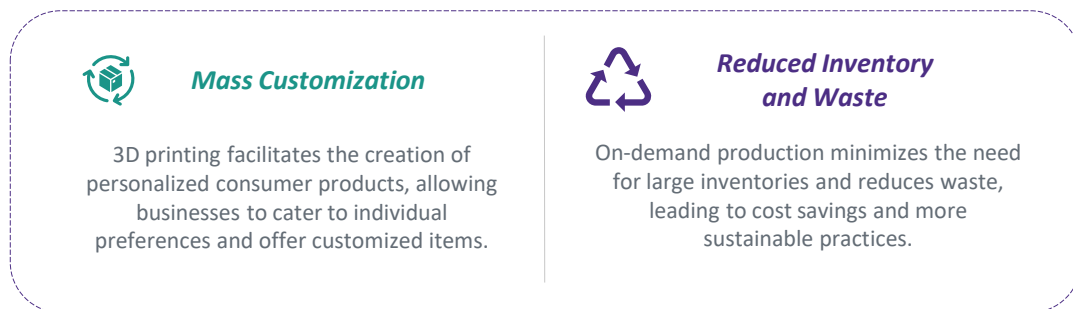 Mass Customization
3D printing facilitates the creation of
personalized consumer products, allowing
businesses to cater to individual
preferences and offer customized items.
Reduced Inventory
and Waste
On-demand production minimizes the need
for large inventories and reduces waste,
leading to cost savings and more
sustainable practices.